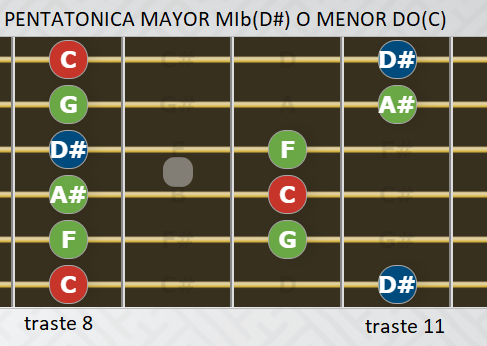 PENTATONICA MAYOR MIb(D#) O MENOR DO(C)
C D#
G A#
D# F
A# C
F G
C D#
traste 8 traste 11